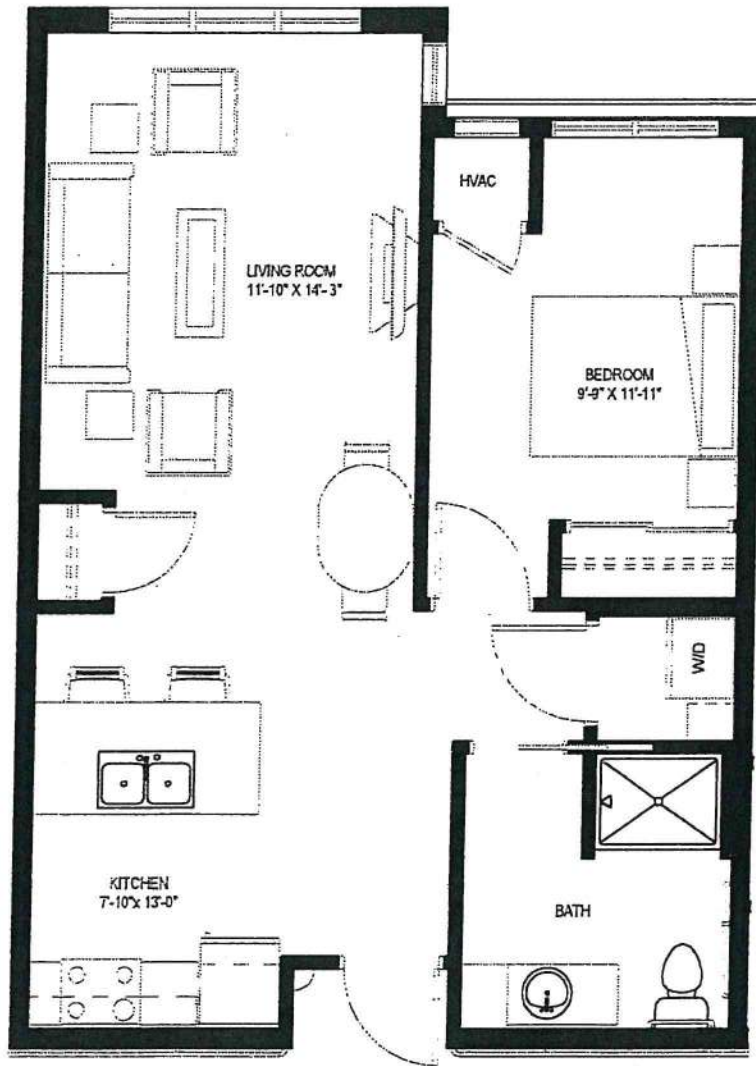 HVAC
LIVING ROOM
11'-10" X 14'-3"
BEDROOM
9'-9" X 11'-11"
W/D
KITCHEN
7'-10"x 13'-0"
BATH